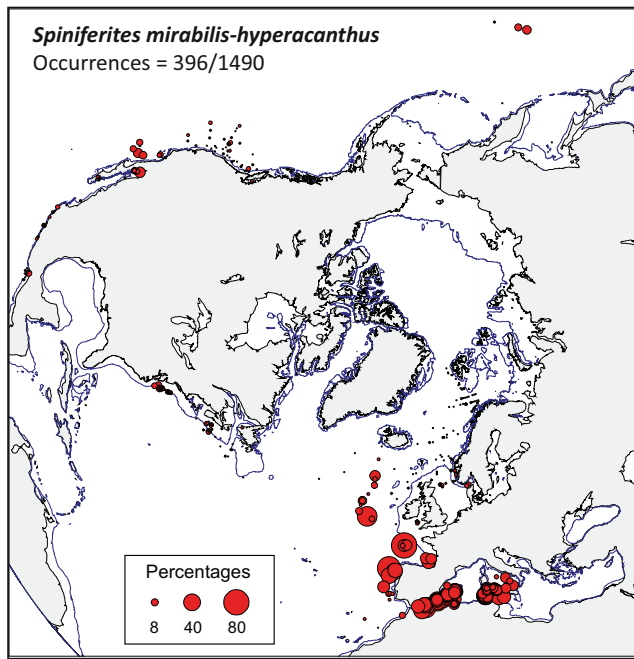 Spiniferites mirabilis-hyperacanthus
Occurrences = 396/1490
Percentages
8 40 80